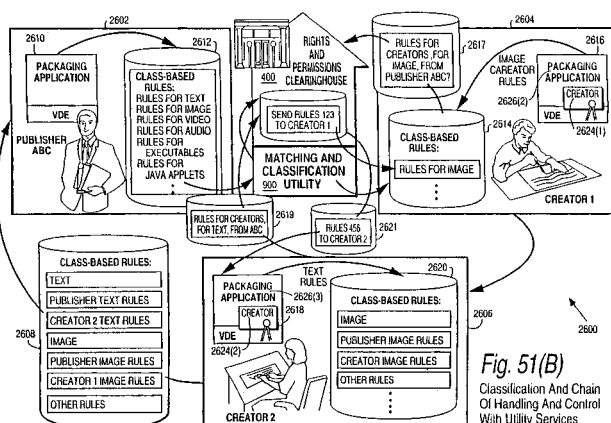 2602
2610
PACKAGING
APPLICATION
VDE
PUBLISHER
ABC
2612
CLASS-BASED
RULES:
RULES FOR TEXT
RULES FOR IMAGE
RULES FOR VIDEO
RULES FOR AUDIO
RULES FOR
EXECUTABLES
RULES FOR
JAVA APPLETS
400
RIGHTS
AND
PERMISSIONS
CLEARINGHOUSE
SEND RULES 123
TO CREATOR 1
MATCHING AND
CLASSIFICATION
UTILITY
900
2604
RULES FOR
CREATORS, FOR
IMAGE, FROM
PUBLISHER ABC?
2617
IMAGE
CAREATOR
RULES
2616
PACKAGING
APPLICATION
2626(2)
CREATOR
VDE
2624(1)
2614
CLASS-BASED
RULES:
RULES FOR IMAGE
CREATOR 1
RULES FOR CREATORS,
FOR TEXT, FROM ABC
2619
RULES 456
TO CREATOR 2
2621
2608
CLASS-BASED RULES:
TEXT
PUBLISHER TEXT RULES
CREATOR 2 TEXT RULES
IMAGE
PUBLISHER IMAGE RULES
CREATOR 1 IMAGE RULES
OTHER RULES
PACKAGING
APPLICATION
2626(3)
CREATOR
2618
VDE
2624(2)
CREATOR 2
TEXT
RULES
2620
CLASS-BASED RULES:
IMAGE
PUBLISHER IMAGE RULES
CREATOR IMAGE RULES
OTHER RULES
2606
2600
Fig. 51(B)
Classification And Chain
Of Handling And Control
With Utility Services